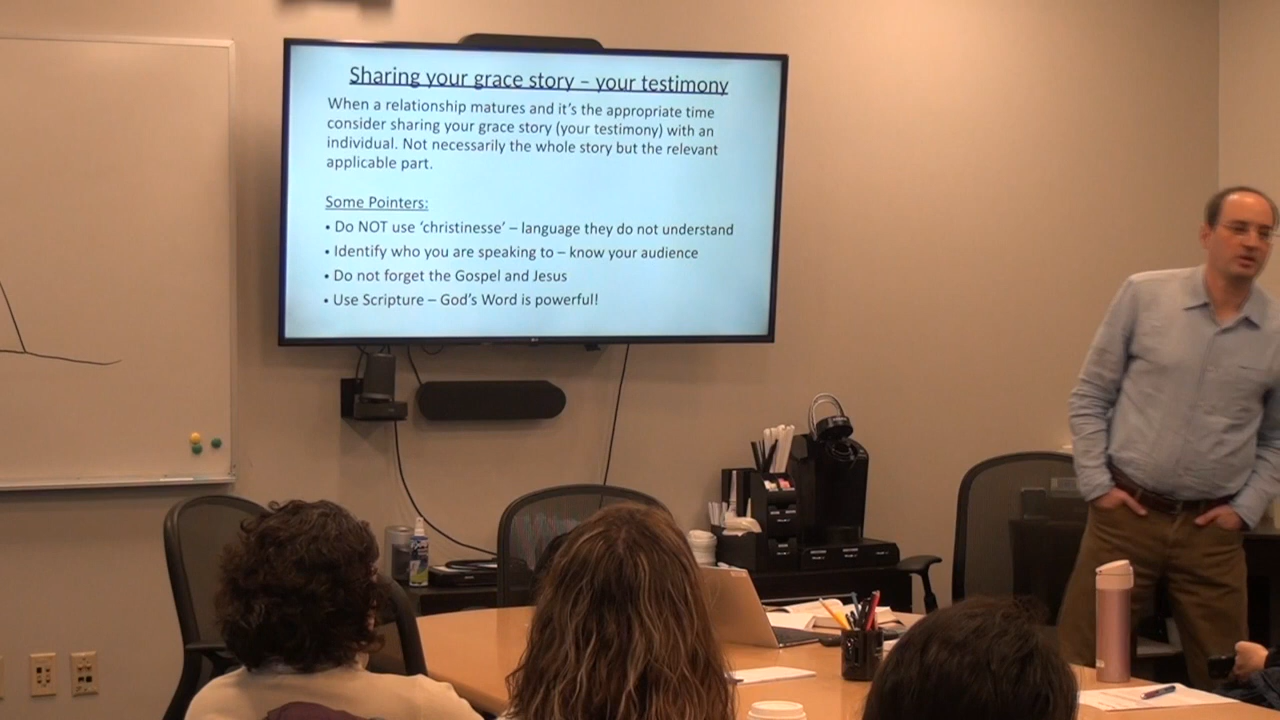 Sharing your grace story – your testimony
When a relationship matures and it's the appropriate time
consider sharing your grace story (your testimony) with an
individual. Not necessarily the whole story but the relevant
applicable part.
Some Pointers:
• Do NOT use 'christinesse' – language they do not understand
• Identify who you are speaking to – know your audience
• Do not forget the Gospel and Jesus
• Use Scripture – God's Word is powerful!